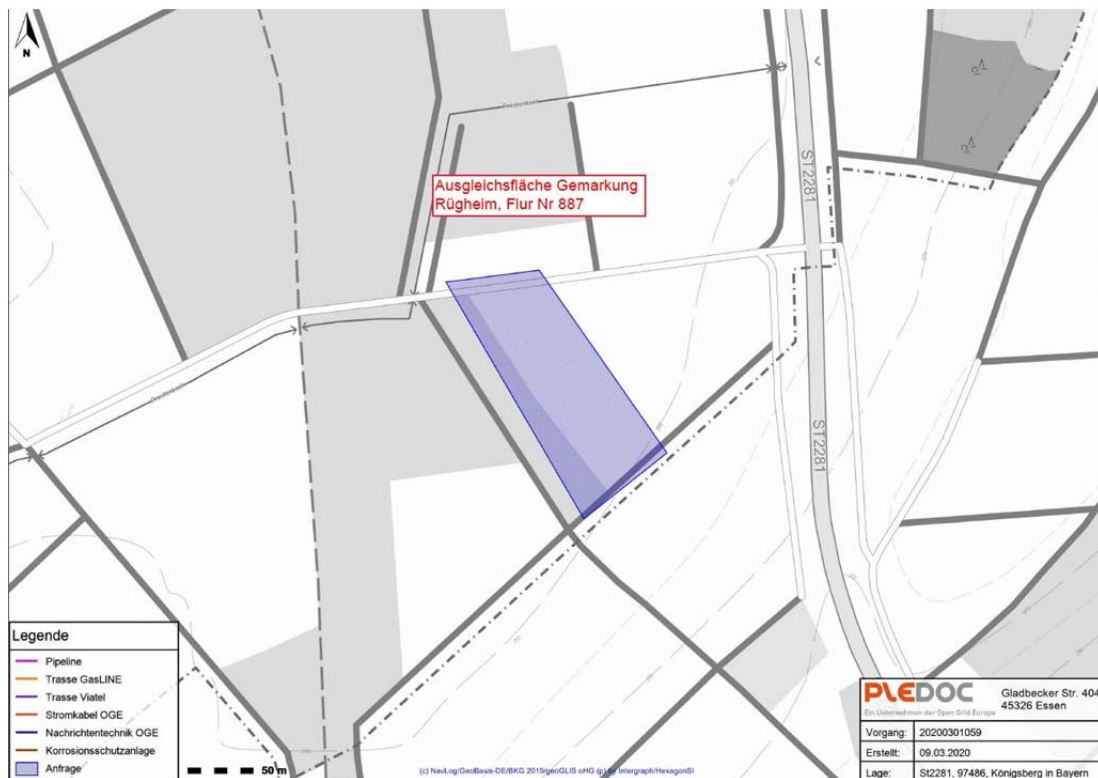 N
Ausgleichsfläche Gemarkung
Rügheim, Flur Nr 887
ST2281
ST2281
Legende
Pipeline
Trasse GasLINE
Trasse Viatel
Stromkabel OGE
Nachrichtentechnik OGE
Korrosionsschutzanlage
Anfrage
50 m
(c) NavLog/GeoBasis-DE/BKG 2019/geoGLIS oHG (p) by Intergraph/HexagonSI
PLEDOC
Ein Unternehmen der Open Grid Europe
Gladbecker Str. 404
45326 Essen
Vorgang: 20200301059
Erstellt: 09.03.2020
Lage: St2281, 97486, Königsberg in Bayern